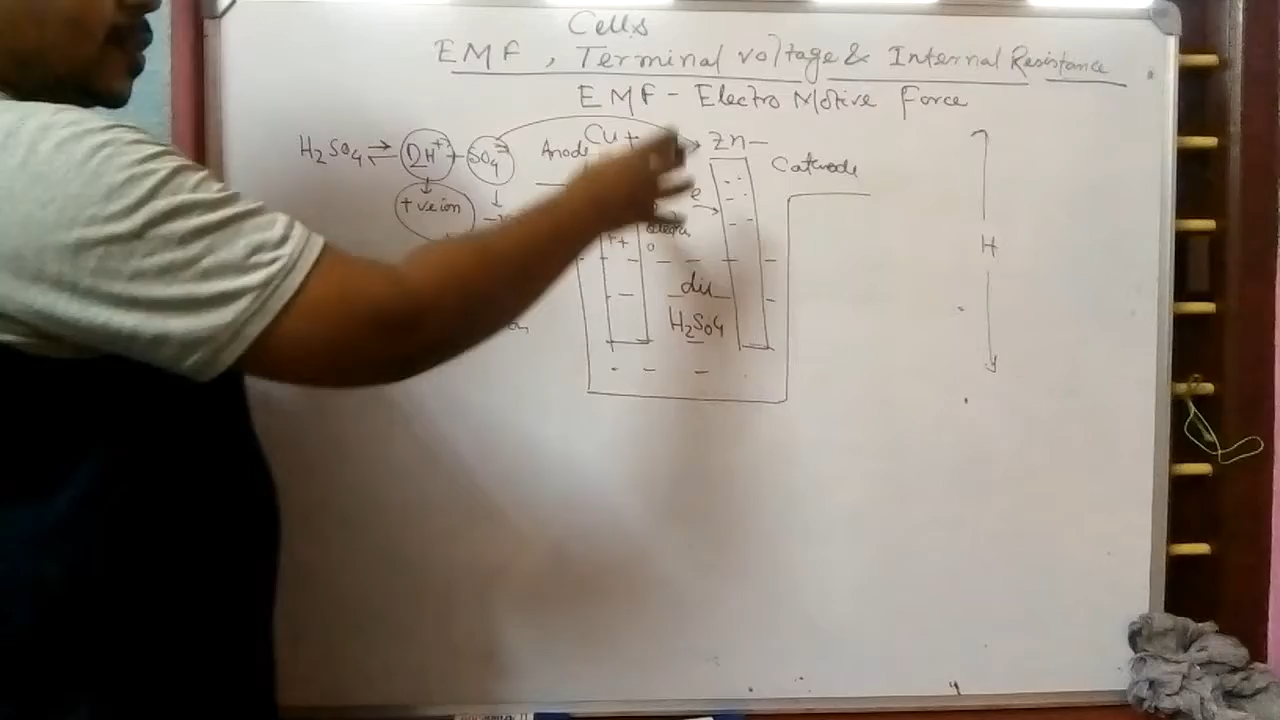 Cells
EMF, Terminal voltage & Internal Resistance
EMF - Electro Motive Force
H2SO4 ⇌ 2H+ + SO4=
Anode Cu+
Zn-
Cathode
+ve ion
e
H
dil
H2SO4